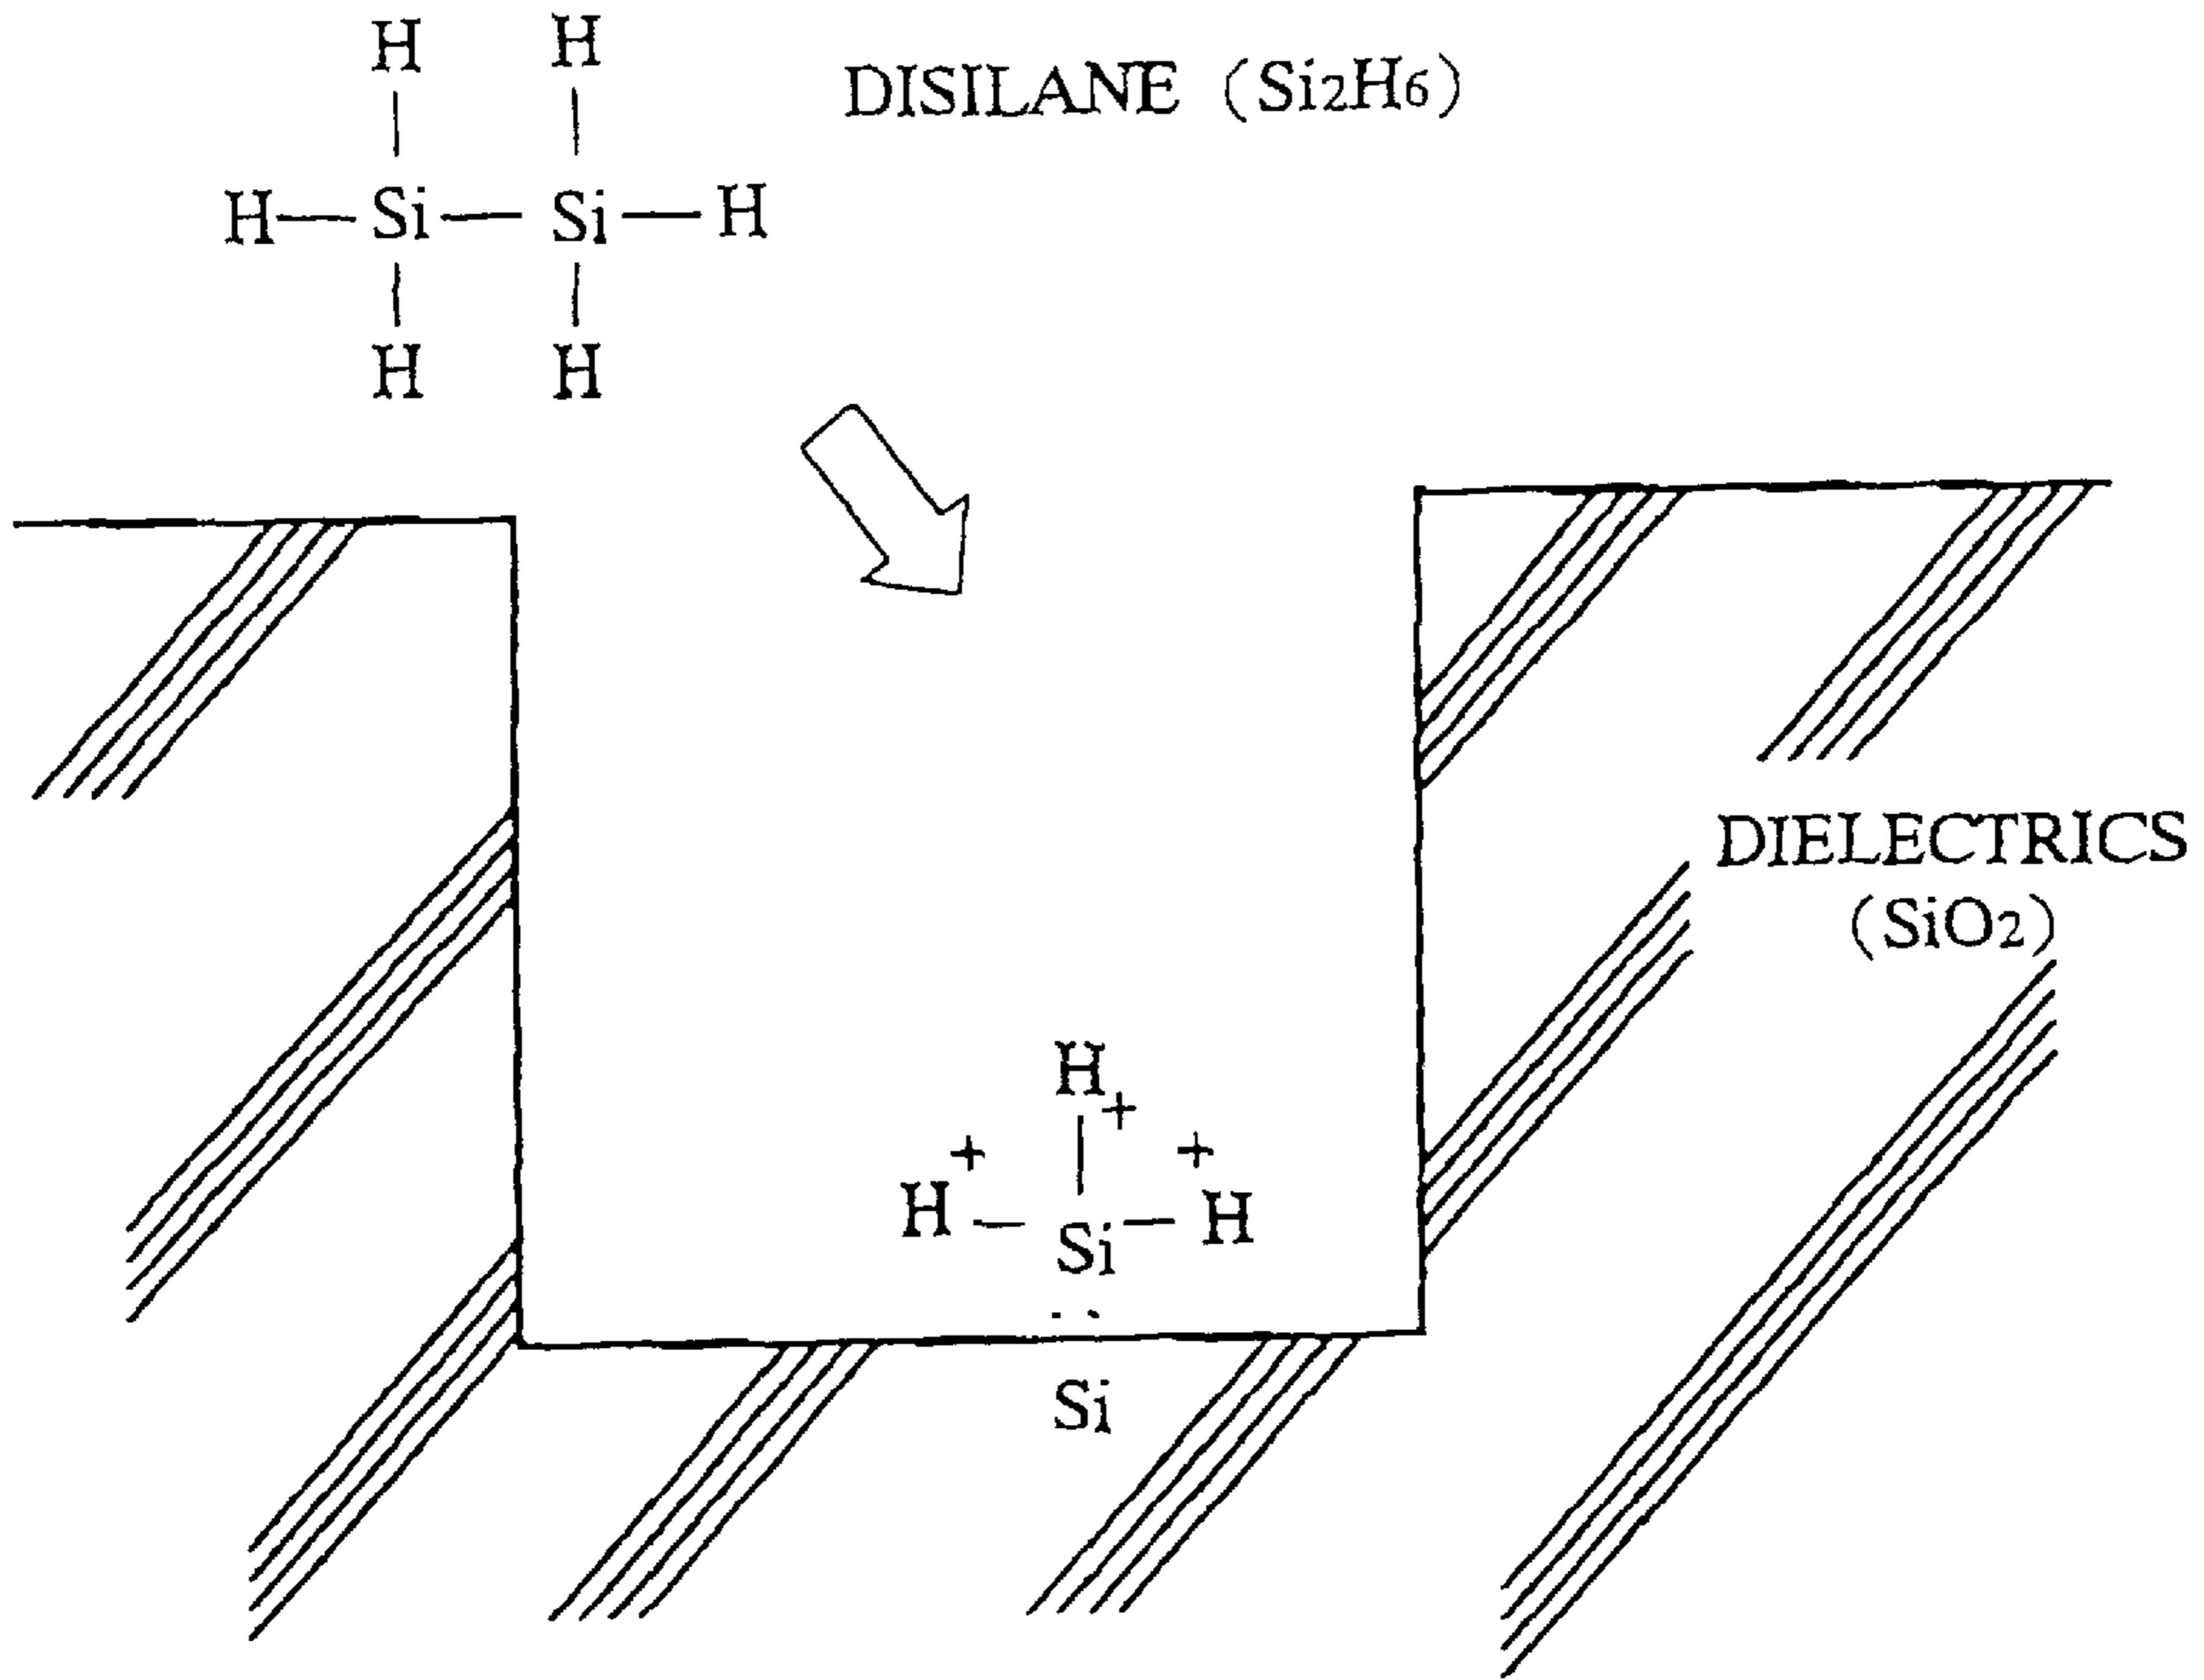 H H
DISILANE (Si2H6)
H—Si—Si—H
H H
DIELECTRICS
(SiO2)
H+
+ +
H—Si—H
Si